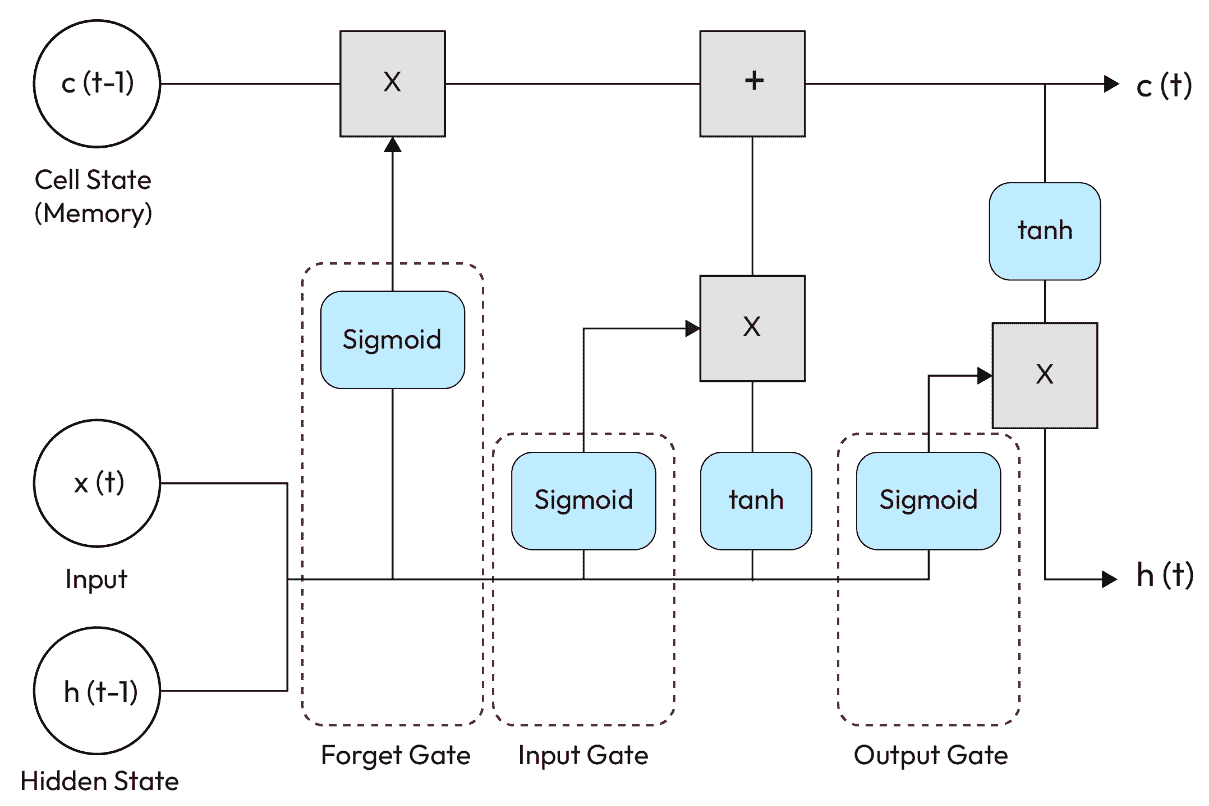 c (t-1)
X
+
c (t)
Cell State
(Memory)
tanh
Sigmoid
X
X
x (t)
Sigmoid
tanh
Sigmoid
Input
h (t)
h (t-1)
Forget Gate
Input Gate
Output Gate
Hidden State